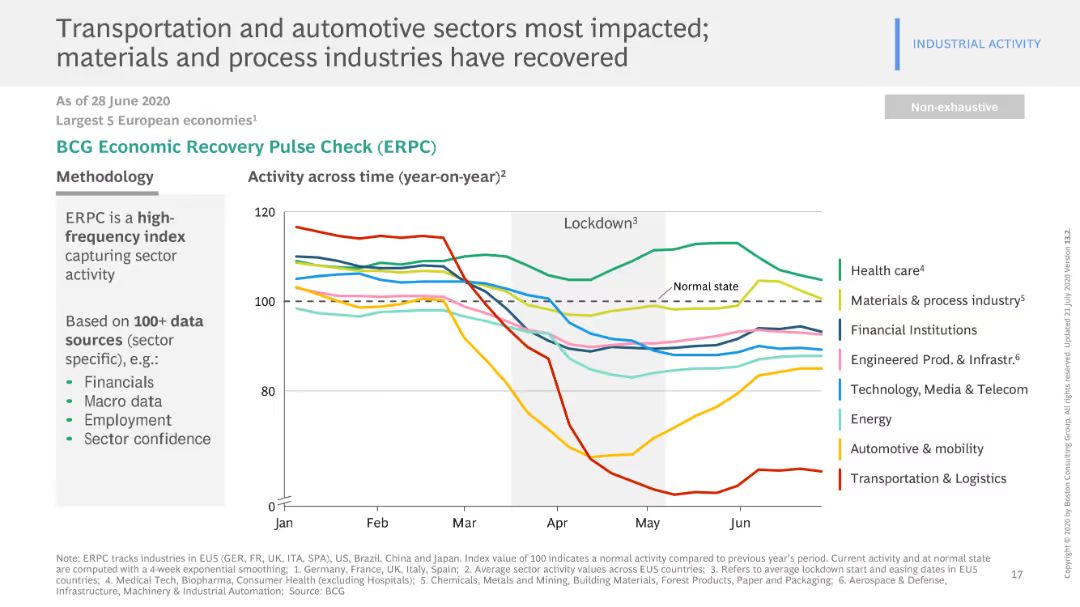 Transportation and automotive sectors most impacted;
materials and process industries have recovered
INDUSTRIAL ACTIVITY
As of 28 June 2020
Largest 5 European economies¹
Non-exhaustive
BCG Economic Recovery Pulse Check (ERPC)
Methodology
ERPC is a high-
frequency index
capturing sector
activity
Based on 100+ data
sources (sector
specific), e.g.:
• Financials
• Macro data
• Employment
• Sector confidence
Activity across time (year-on-year)²
120
100
80
0
Lockdown³
Normal state
Jan
Feb
Mar
Apr
May
Jun
Health care⁴
Materials & process industry⁵
Financial Institutions
Engineered Prod. & Infrastr.⁶
Technology, Media & Telecom
Energy
Automotive & mobility
Transportation & Logistics
Note: ERPC tracks industries in EU5 (GER, FR, UK, ITA, SPA), US, Brazil, China and Japan. Index value of 100 indicates a normal activity compared to previous year's period. Current activity and at normal state
are computed with a 4-week exponential smoothing; 1. Germany, France, UK, Italy, Spain; 2. Average sector activity values across EU5 countries; 3. Refers to average lockdown start and easing dates in EU5
countries; 4. Medical Tech, Biopharma, Consumer Health (excluding Hospitals); 5. Chemicals, Metals and Mining, Building Materials, Forest Products, Paper and Packaging; 6. Aerospace & Defense,
Infrastructure, Machinery & Industrial Automation; Source: BCG
17
Copyright © 2020 by Boston Consulting Group. All rights reserved. Updated 21 July 2020 Version 13.2.